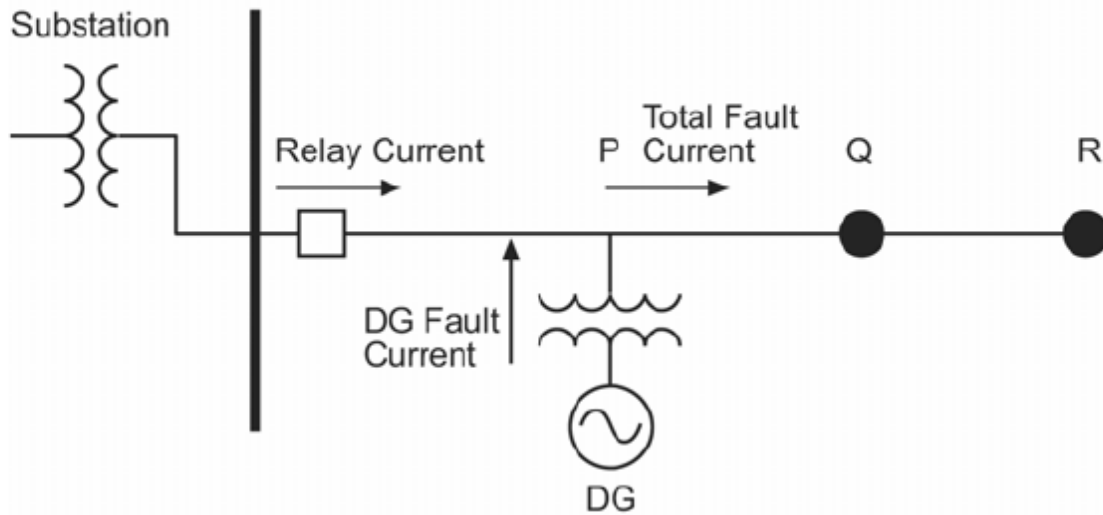 Substation
Relay Current
P
Total Fault
Current
Q
R
DG Fault
Current
DG